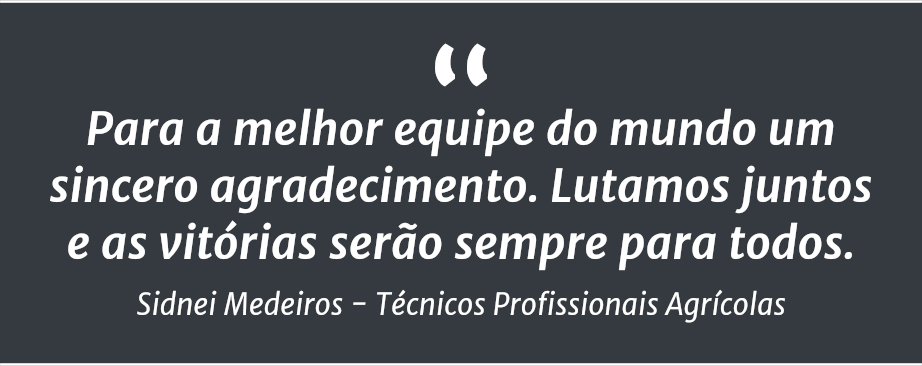 “
Para a melhor equipe do mundo um
sincero agradecimento. Lutamos juntos
e as vitórias serão sempre para todos.
Sidnei Medeiros – Técnicos Profissionais Agrícolas